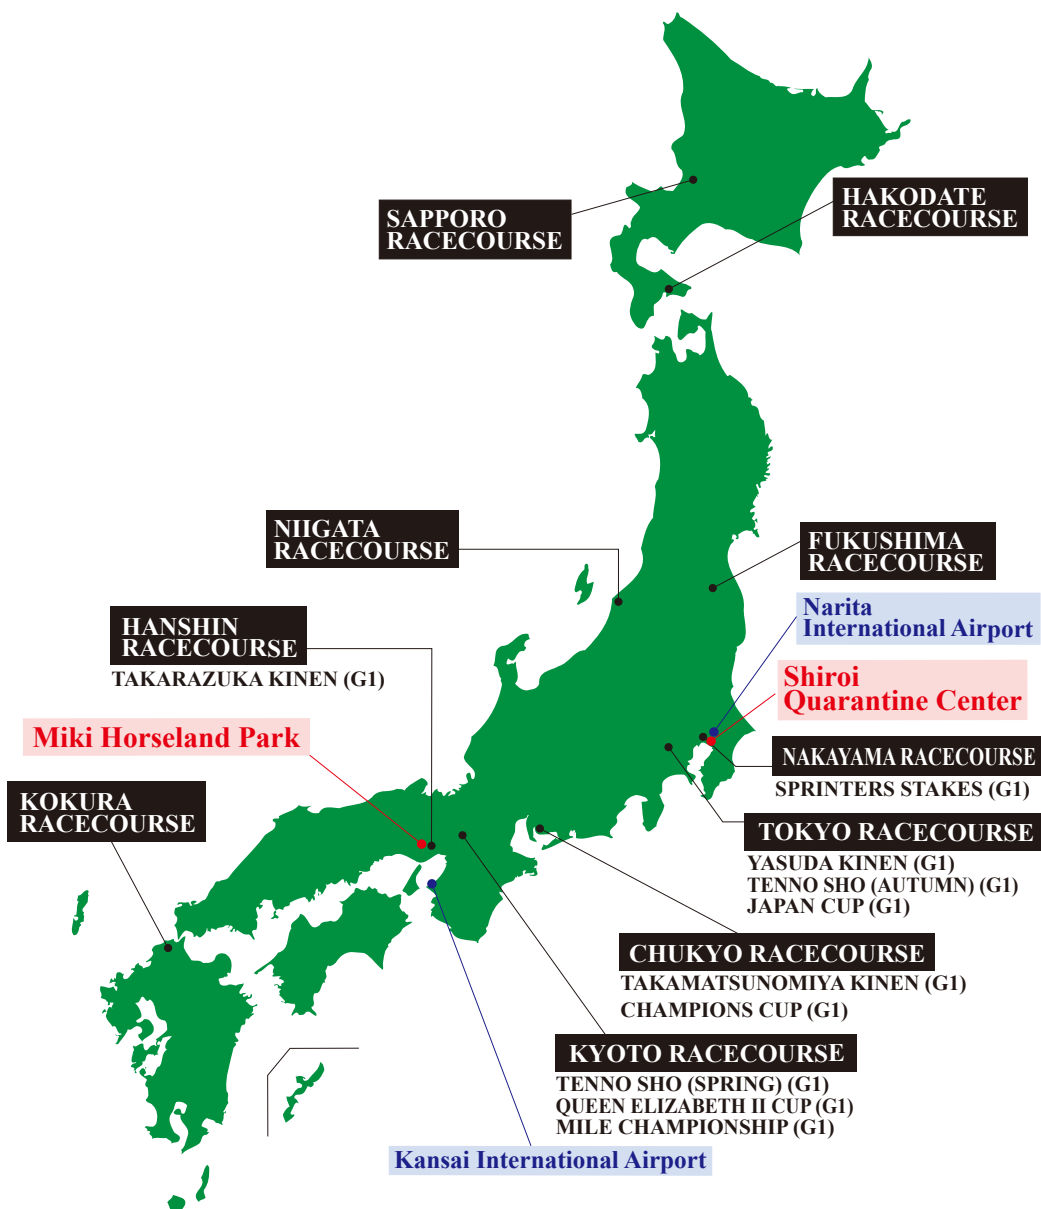 HAKODATE
RACECOURSE
SAPPORO
RACECOURSE
NIIGATA
RACECOURSE
FUKUSHIMA
RACECOURSE
Narita
International Airport
HANSHIN
RACECOURSE
TAKARAZUKA KINEN (G1)
Shiroi
Quarantine Center
Miki Horseland Park
NAKAYAMA RACECOURSE
SPRINTERS STAKES (G1)
KOKURA
RACECOURSE
TOKYO RACECOURSE
YASUDA KINEN (G1)
TENNO SHO (AUTUMN) (G1)
JAPAN CUP (G1)
CHUKYO RACECOURSE
TAKAMATSUNOMIYA KINEN (G1)
CHAMPIONS CUP (G1)
KYOTO RACECOURSE
TENNO SHO (SPRING) (G1)
QUEEN ELIZABETH II CUP (G1)
MILE CHAMPIONSHIP (G1)
Kansai International Airport